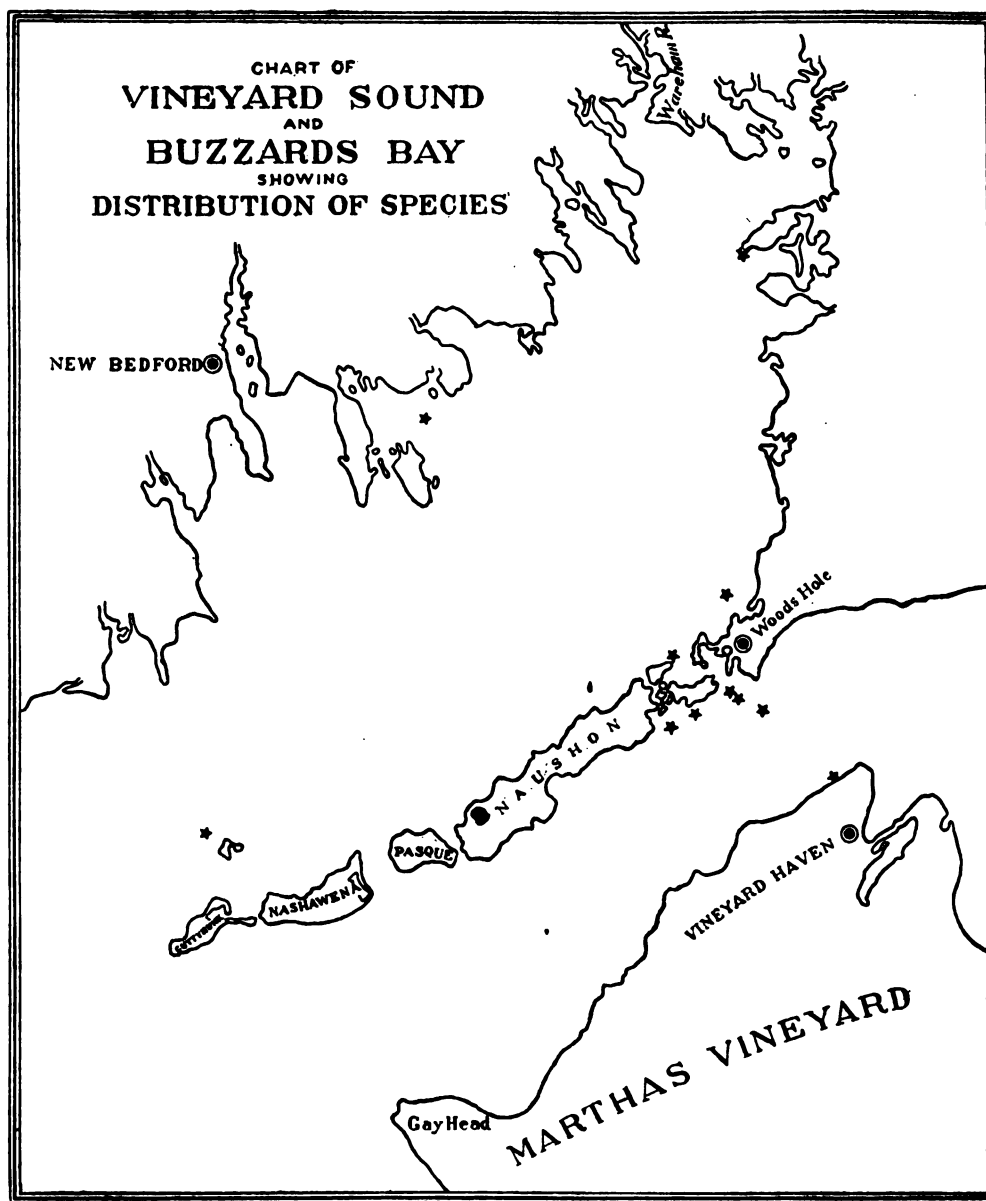 CHART OF
VINEYARD SOUND
AND
BUZZARDS BAY
SHOWING
DISTRIBUTION OF SPECIES
Wareham R.
NEW BEDFORD
Woods Hole
NAUSHON
PASQUE
NASHAWENA
VINEYARD HAVEN
MARTHAS VINEYARD
Gay Head